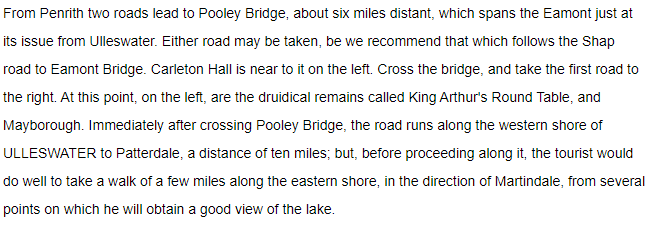 From Penrith two roads lead to Pooley Bridge, about six miles distant, which spans the Eamont just at
its issue from Ulleswater. Either road may be taken, be we recommend that which follows the Shap
road to Eamont Bridge. Carleton Hall is near to it on the left. Cross the bridge, and take the first road to
the right. At this point, on the left, are the druidical remains called King Arthur's Round Table, and
Mayborough. Immediately after crossing Pooley Bridge, the road runs along the western shore of
ULLESWATER to Patterdale, a distance of ten miles; but, before proceeding along it, the tourist would
do well to take a walk of a few miles along the eastern shore, in the direction of Martindale, from several
points on which he will obtain a good view of the lake.